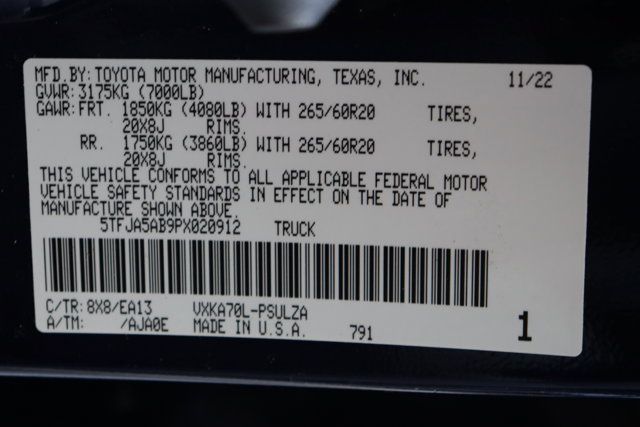 MFD.BY: TOYOTA MOTOR MANUFACTURING, TEXAS, INC. 11/22
GVWR: 3175KG (7000LB)
GAWR: FRT. 1850KG (4080LB) WITH 265/60R20 TIRES,
20X8J RIMS.
RR. 1750KG (3860LB) WITH 265/60R20 TIRES,
20X8J RIMS.
THIS VEHICLE CONFORMS TO ALL APPLICABLE FEDERAL MOTOR
VEHICLE SAFETY STANDARDS IN EFFECT ON THE DATE OF
MANUFACTURE SHOWN ABOVE.
5TFJA5AB9PX020912 TRUCK
C/TR: 8X8/EA13 VXKA70L-PSULZA
A/TM: /AJA0E MADE IN U.S.A. 791 1